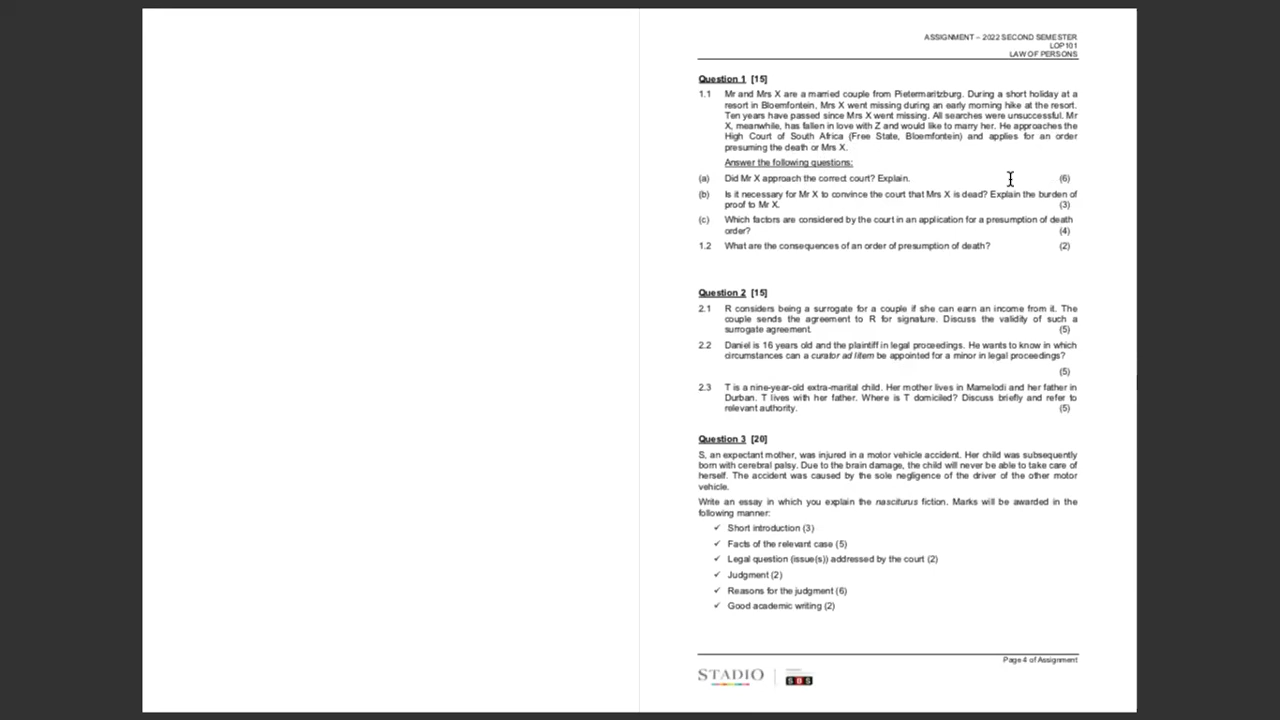 ASSIGNMENT – 2022 SECOND SEMESTER
LOP101
LAW OF PERSONS
Question 1 [15]
1.1 Mr and Mrs X are a married couple from Pietermaritzburg. During a short holiday at a
resort in Bloemfontein, Mrs X went missing during an early morning hike at the resort.
Ten years have passed since Mrs X went missing. All searches were unsuccessful. Mr
X, meanwhile, has fallen in love with Z and would like to marry her. He approaches the
High Court of South Africa (Free State, Bloemfontein) and applies for an order
presuming the death or Mrs X.
Answer the following questions:
(a) Did Mr X approach the correct court? Explain. (6)
(b) Is it necessary for Mr X to convince the court that Mrs X is dead? Explain the burden of
proof to Mr X. (3)
(c) Which factors are considered by the court in an application for a presumption of death
order? (4)
1.2 What are the consequences of an order of presumption of death? (2)
Question 2 [15]
2.1 R considers being a surrogate for a couple if she can earn an income from it. The
couple sends the agreement to R for signature. Discuss the validity of such a
surrogate agreement. (5)
2.2 Daniel is 16 years old and the plaintiff in legal proceedings. He wants to know in which
circumstances can a curator ad litem be appointed for a minor in legal proceedings?
(5)
2.3 T is a nine-year-old extra-marital child. Her mother lives in Mamelodi and her father in
Durban. T lives with her father. Where is T domiciled? Discuss briefly and refer to
relevant authority. (5)
Question 3 [20]
S, an expectant mother, was injured in a motor vehicle accident. Her child was subsequently
born with cerebral palsy. Due to the brain damage, the child will never be able to take care of
herself. The accident was caused by the sole negligence of the driver of the other motor
vehicle.
Write an essay in which you explain the nasciturus fiction. Marks will be awarded in the
following manner:
✓ Short introduction (3)
✓ Facts of the relevant case (5)
✓ Legal question (issue(s)) addressed by the court (2)
✓ Judgment (2)
✓ Reasons for the judgment (6)
✓ Good academic writing (2)
Page 4 of Assignment
STADIO
SBS